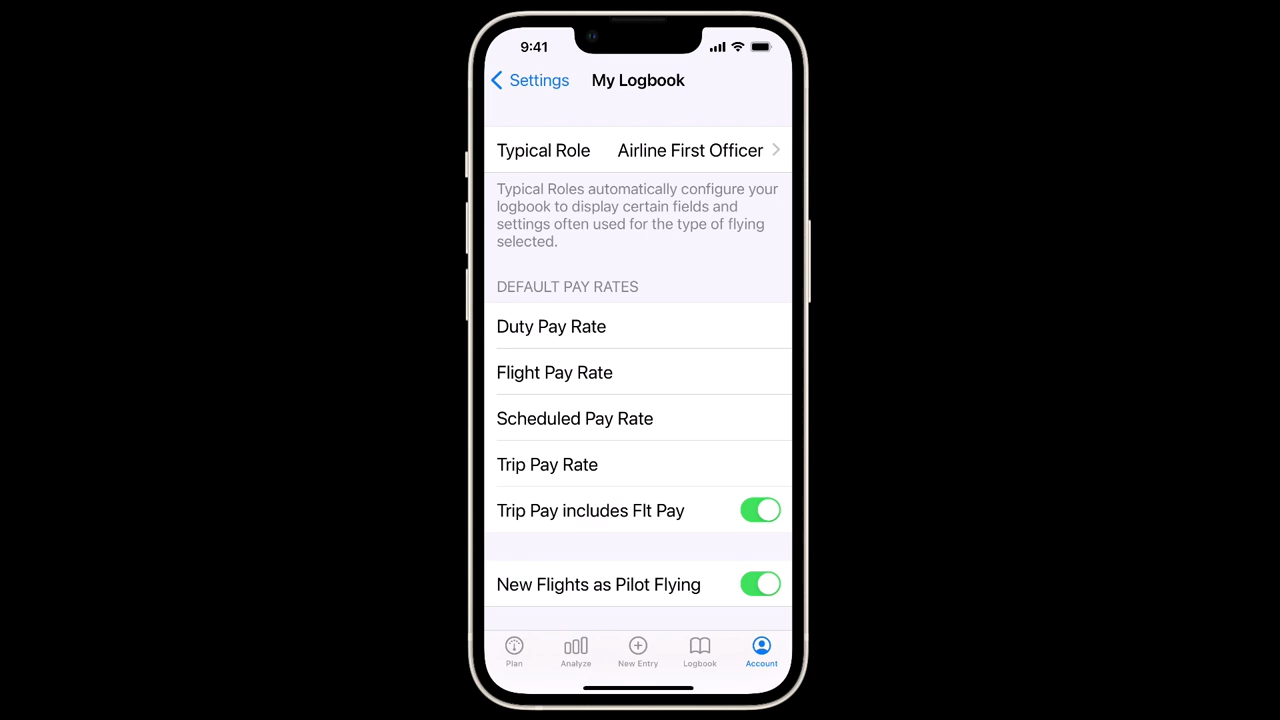 9:41
Settings
My Logbook
Typical Role Airline First Officer
Typical Roles automatically configure your
logbook to display certain fields and
settings often used for the type of flying
selected.
DEFAULT PAY RATES
Duty Pay Rate
Flight Pay Rate
Scheduled Pay Rate
Trip Pay Rate
Trip Pay includes Flt Pay
New Flights as Pilot Flying
Plan Analyze New Entry Logbook Account